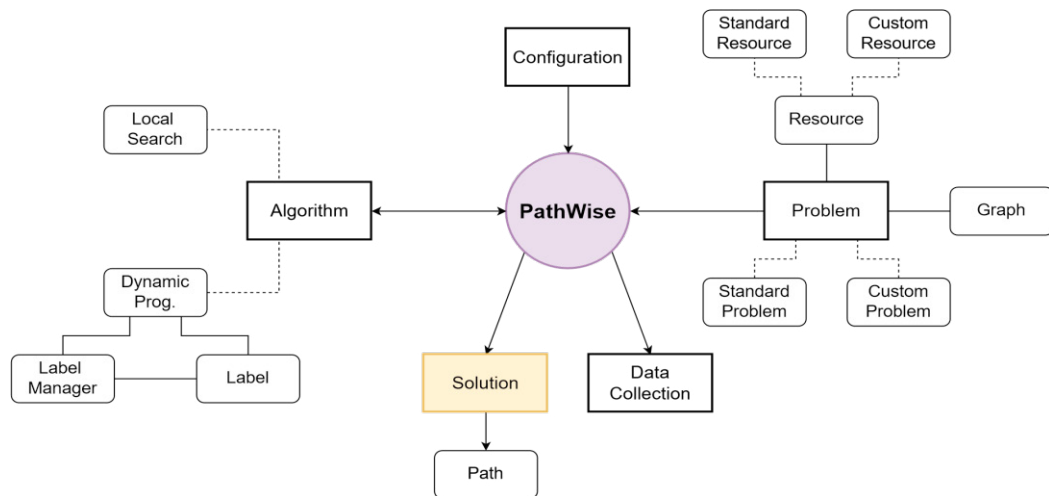 Standard
Resource
Custom
Resource
Configuration
Local
Search
Resource
Algorithm
PathWise
Problem
Graph
Dynamic
Prog.
Standard
Problem
Custom
Problem
Label
Manager
Label
Solution
Data
Collection
Path